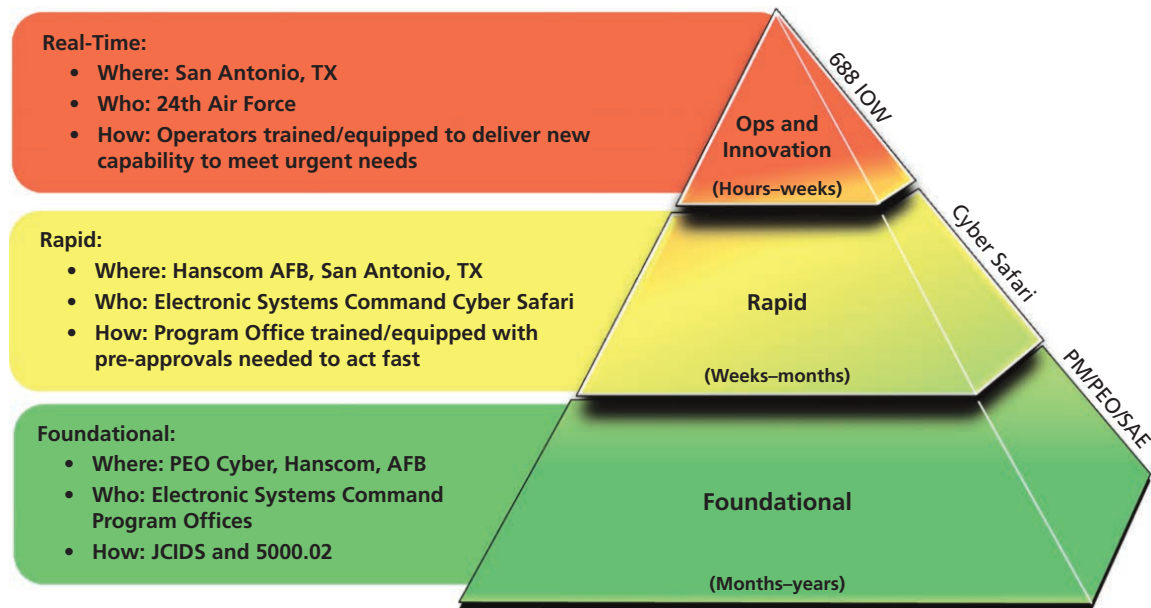 Real-Time:
• Where: San Antonio, TX
• Who: 24th Air Force
• How: Operators trained/equipped to deliver new
capability to meet urgent needs
Ops and
Innovation
(Hours–weeks)
688 IOW
Rapid:
• Where: Hanscom AFB, San Antonio, TX
• Who: Electronic Systems Command Cyber Safari
• How: Program Office trained/equipped with
pre-approvals needed to act fast
Rapid
(Weeks–months)
Cyber Safari
Foundational:
• Where: PEO Cyber, Hanscom, AFB
• Who: Electronic Systems Command
Program Offices
• How: JCIDS and 5000.02
Foundational
(Months–years)
PM/PEO/SAE